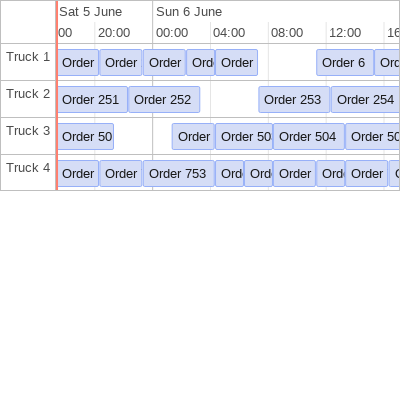 Sat 5 June Sun 6 June
00 20:00 00:00 04:00 08:00 12:00 16
Truck 1 Order Order Order Ord Order Order 6 Ord
Truck 2 Order 251 Order 252 Order 253 Order 254
Truck 3 Order 50 Order Order 50 Order 504 Order 50
Truck 4 Order Order Order 753 Ord Ord Order Ord Order